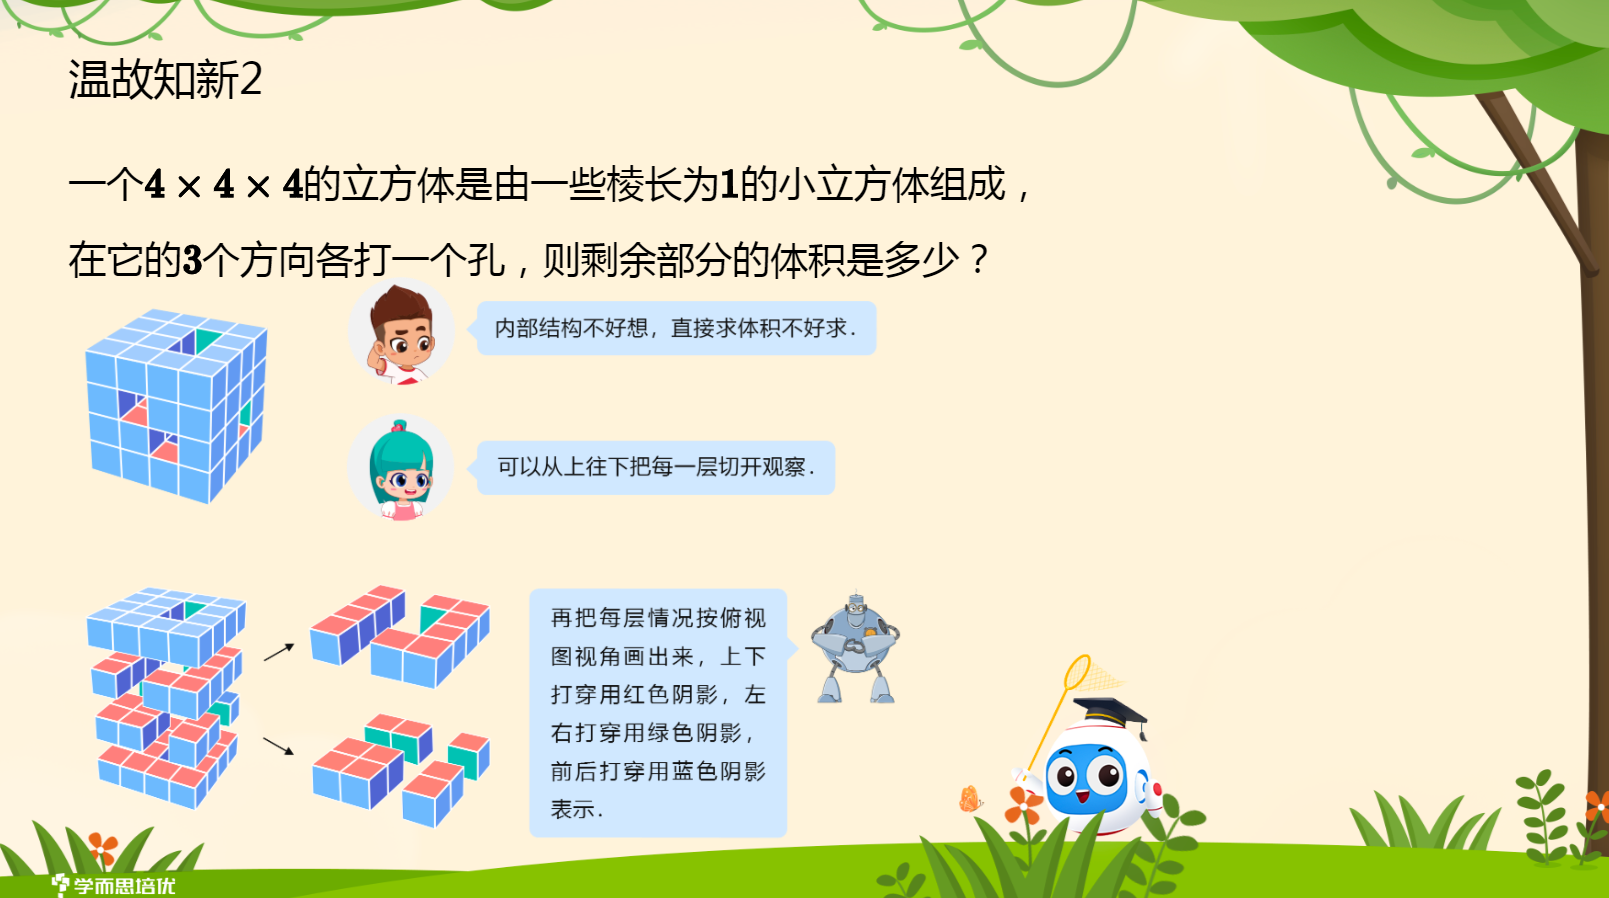 温故知新2
一个4 × 4 × 4的立方体是由一些棱长为1的小立方体组成，
在它的3个方向各打一个孔，则剩余部分的体积是多少？
内部结构不好想，直接求体积不好求．
可以从上往下把每一层切开观察．
再把每层情况按俯视
图视角画出来，上下
打穿用红色阴影，左
右打穿用绿色阴影，
前后打穿用蓝色阴影
表示．
学而思培优